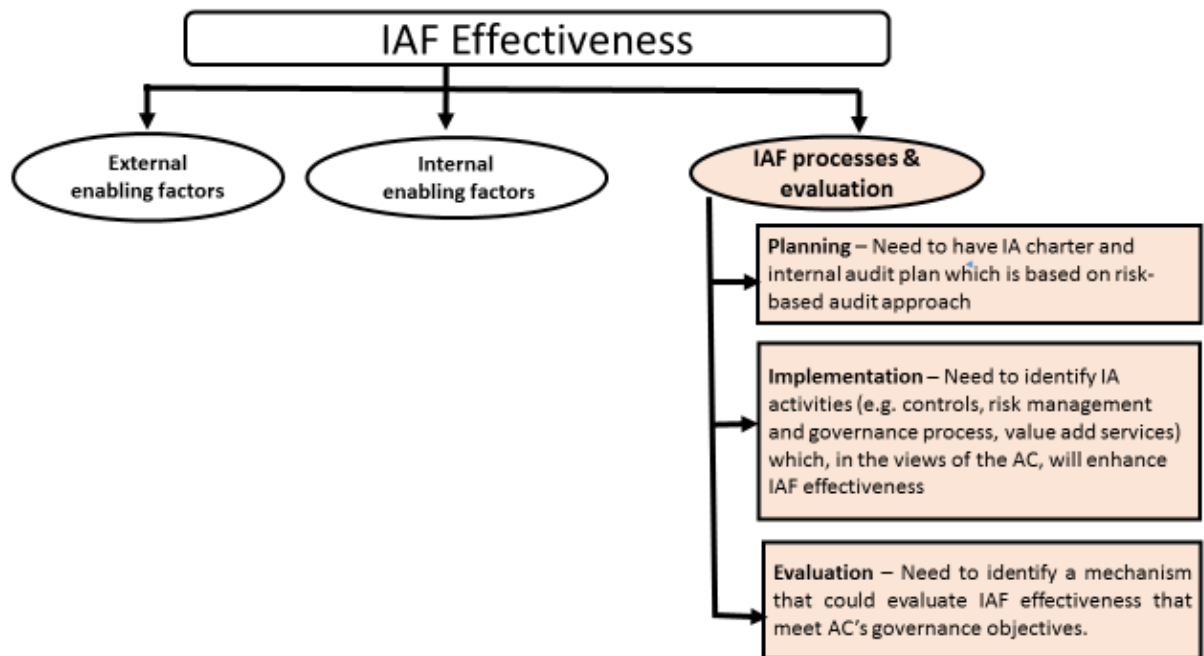 IAF Effectiveness
External
enabling factors
Internal
enabling factors
IAF processes &
evaluation
Planning – Need to have IA charter and
internal audit plan which is based on risk-
based audit approach
Implementation – Need to identify IA
activities (e.g. controls, risk management
and governance process, value add services)
which, in the views of the AC, will enhance
IAF effectiveness
Evaluation – Need to identify a mechanism
that could evaluate IAF effectiveness that
meet AC's governance objectives.